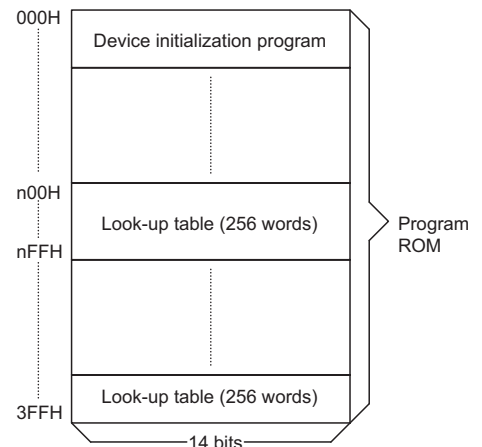 000H
Device initialization program
n00H
Look-up table (256 words)
nFFH
Program
ROM
Look-up table (256 words)
3FFH
14 bits